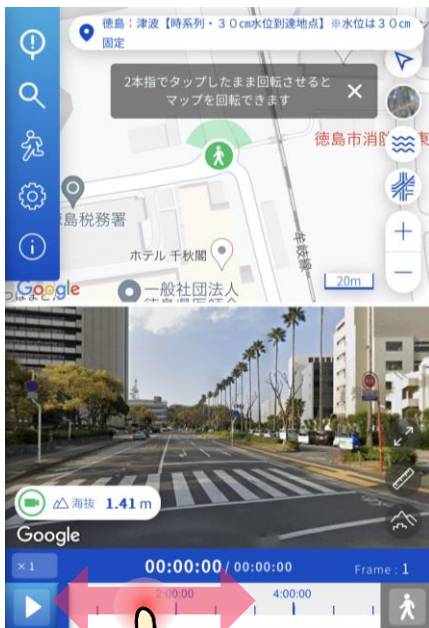 徳島：津波【時系列・３０㎝水位到達地点】※水位は３０㎝
固定
2本指でタップしたまま回転させると
マップを回転できます
徳島市消防
東
島税務署
牟岐線
ホテル 千秋閣
20m
Google
一般社団法人
海抜 1.41 m
Google
×1
00:00:00 / 00:00:00
Frame : 1
2:00:00
4:00:00